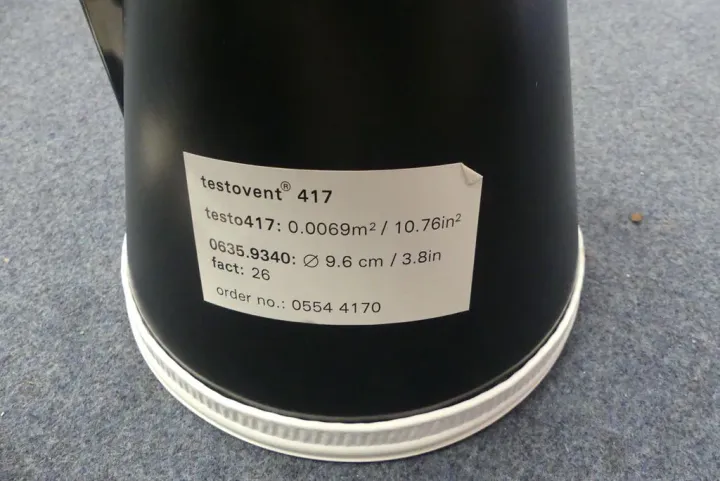 testovent® 417
testo417: 0.0069m² / 10.76in²
0635.9340: ∅ 9.6 cm / 3.8in
fact: 26
order no.: 0554 4170